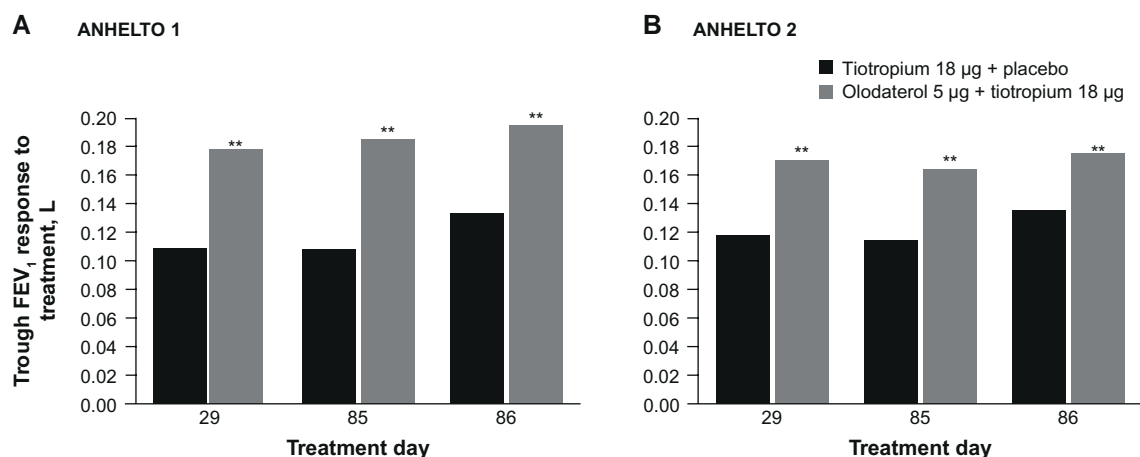 A ANHELTO 1
Trough FEV₁ response to
treatment, L
0.20
0.18
0.16
0.14
0.12
0.10
0.08
0.06
0.04
0.02
0.00
**
**
**
29 85 86
Treatment day
B ANHELTO 2
Tiotropium 18 µg + placebo
Olodaterol 5 µg + tiotropium 18 µg
0.20
0.18
0.16
0.14
0.12
0.10
0.08
0.06
0.04
0.02
0.00
**
**
**
29 85 86
Treatment day